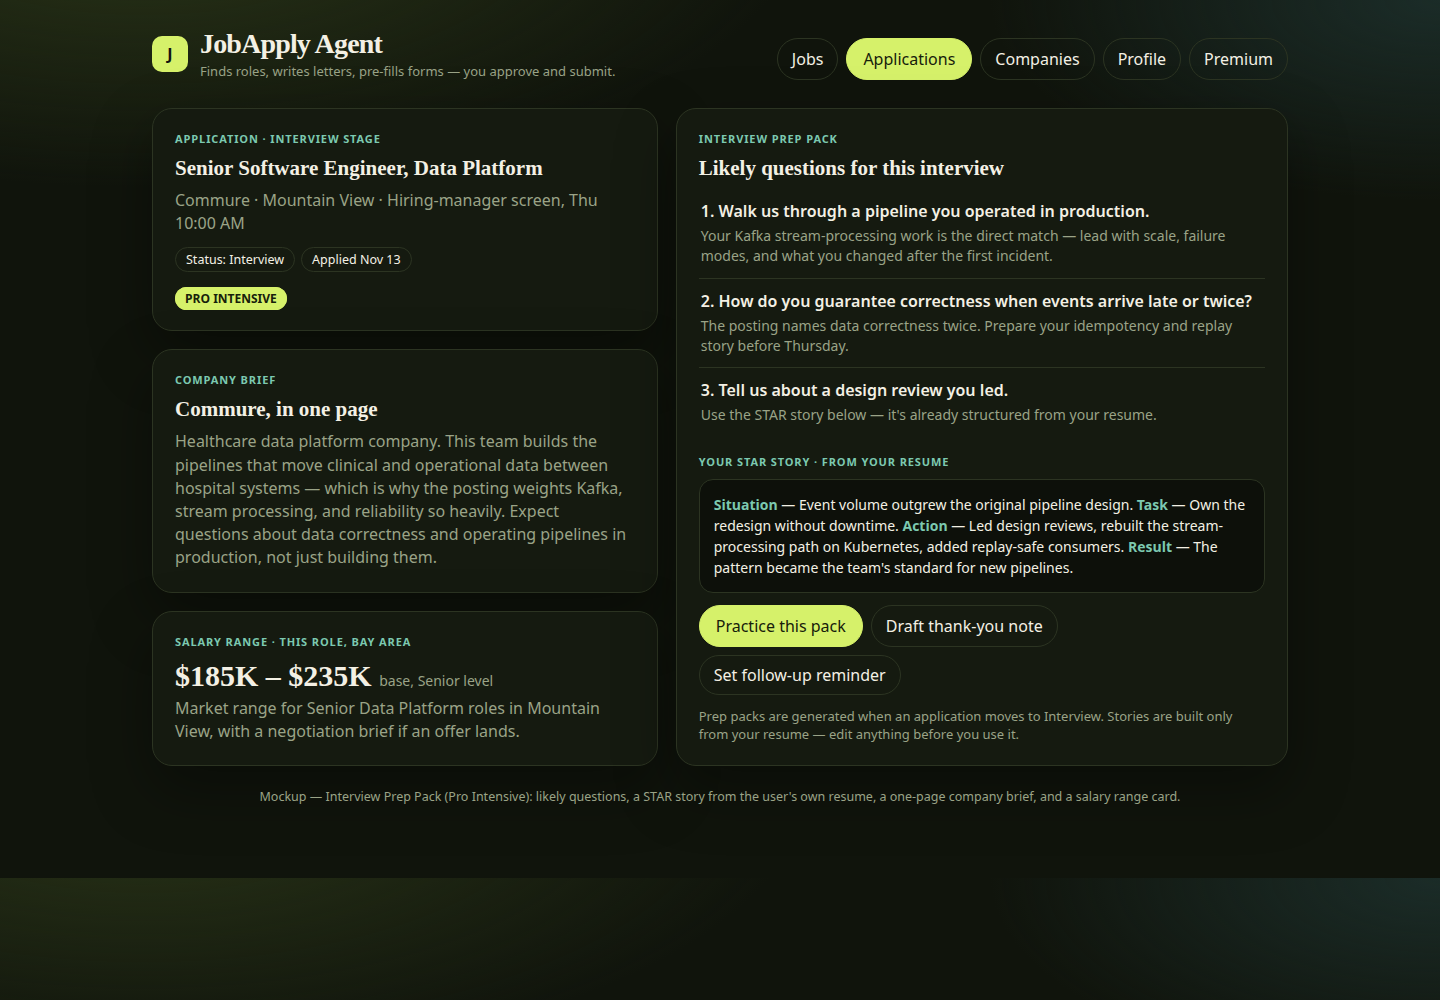 J
JobApply Agent
Finds roles, writes letters, pre-fills forms — you approve and submit.
Jobs
Applications
Companies
Profile
Premium
APPLICATION · INTERVIEW STAGE
Senior Software Engineer, Data Platform
Commure · Mountain View · Hiring-manager screen, Thu
10:00 AM
Status: Interview
Applied Nov 13
PRO INTENSIVE
COMPANY BRIEF
Commure, in one page
Healthcare data platform company. This team builds the
pipelines that move clinical and operational data between
hospital systems — which is why the posting weights Kafka,
stream processing, and reliability so heavily. Expect
questions about data correctness and operating pipelines in
production, not just building them.
SALARY RANGE · THIS ROLE, BAY AREA
$185K – $235K base, Senior level
Market range for Senior Data Platform roles in Mountain
View, with a negotiation brief if an offer lands.
INTERVIEW PREP PACK
Likely questions for this interview
1. Walk us through a pipeline you operated in production.
Your Kafka stream-processing work is the direct match — lead with scale, failure
modes, and what you changed after the first incident.
2. How do you guarantee correctness when events arrive late or twice?
The posting names data correctness twice. Prepare your idempotency and replay
story before Thursday.
3. Tell us about a design review you led.
Use the STAR story below — it's already structured from your resume.
YOUR STAR STORY · FROM YOUR RESUME
Situation — Event volume outgrew the original pipeline design. Task — Own the
redesign without downtime. Action — Led design reviews, rebuilt the stream-
processing path on Kubernetes, added replay-safe consumers. Result — The
pattern became the team's standard for new pipelines.
Practice this pack
Draft thank-you note
Set follow-up reminder
Prep packs are generated when an application moves to Interview. Stories are built only
from your resume — edit anything before you use it.
Mockup — Interview Prep Pack (Pro Intensive): likely questions, a STAR story from the user's own resume, a one-page company brief, and a salary range card.